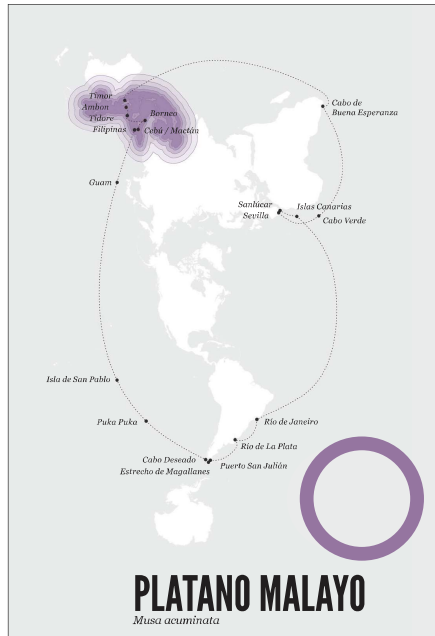 Timor
Ambon
Tidore
Borneo
Filipinas
Cebú / Mactán
Cabo de
Buena Esperanza
Guam
Sanlúcar
Sevilla
Islas Canarias
Cabo Verde
Isla de San Pablo
Puka Puka
Río de Janeiro
Río de La Plata
Cabo Deseado
Estrecho de Magallanes
Puerto San Julián
PLATANO MALAYO
Musa acuminata